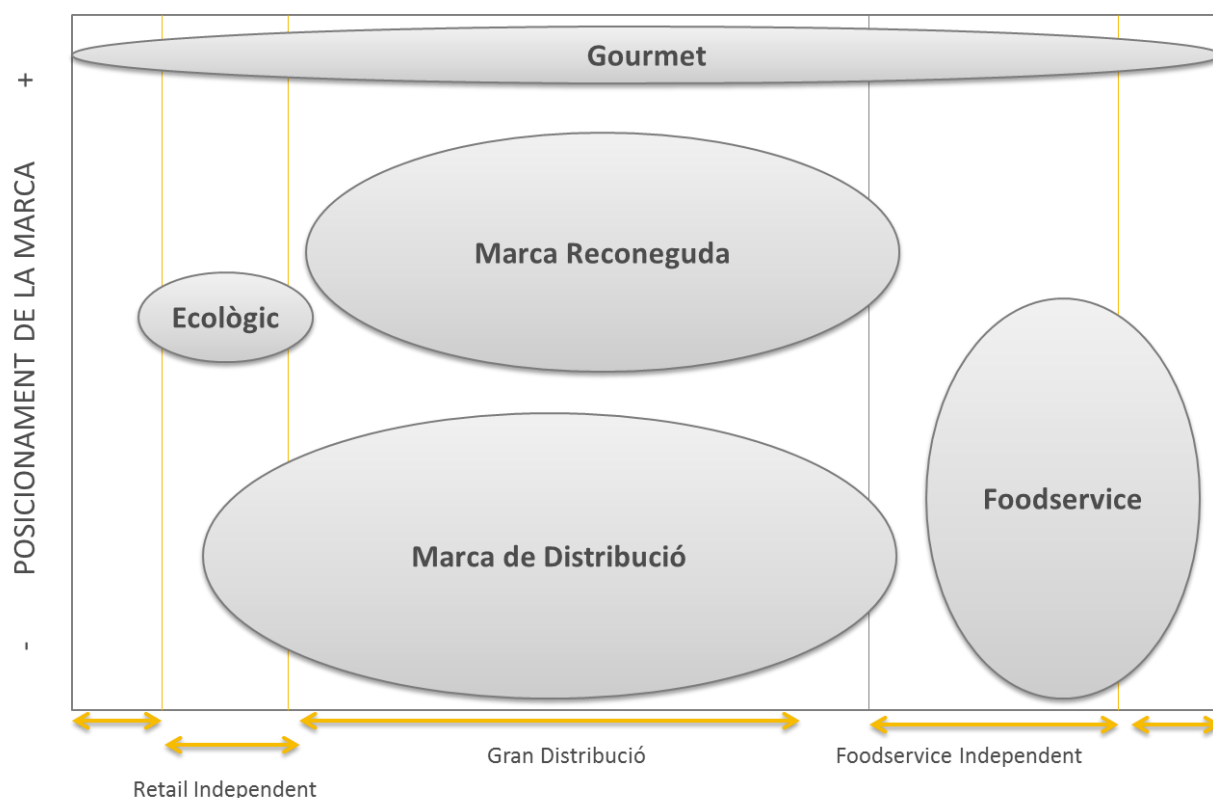 Gourmet
+
POSICIONAMENT DE LA MARCA
Marca Reconeguda
Ecològic
Foodservice
Marca de Distribució
-
Gran Distribució
Foodservice Independent
Retail Independent